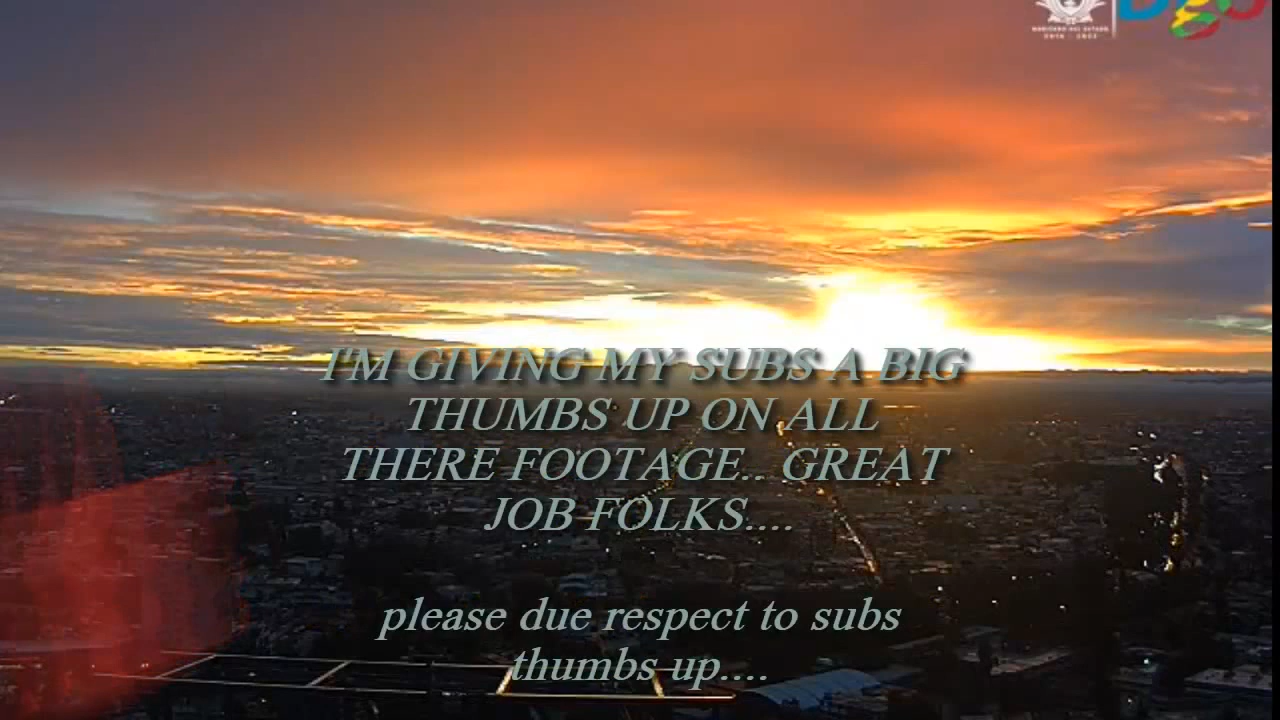 I'M GIVING MY SUBS A BIG
THUMBS UP ON ALL
THERE FOOTAGE.. GREAT
JOB FOLKS....
please due respect to subs
thumbs up....